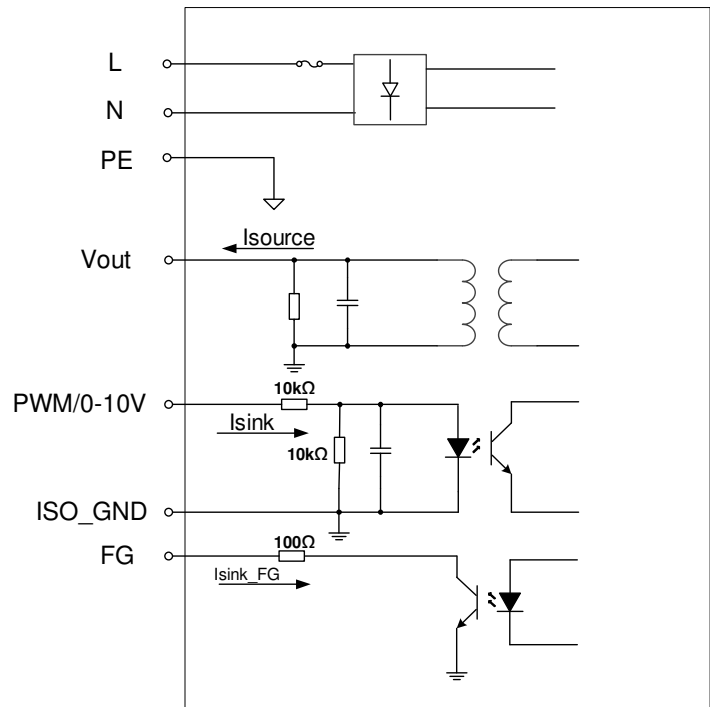 L
N
PE
Isource
Vout
10kΩ
PWM/0-10V
Isink
10kΩ
ISO_GND
100Ω
FG
Isink_FG